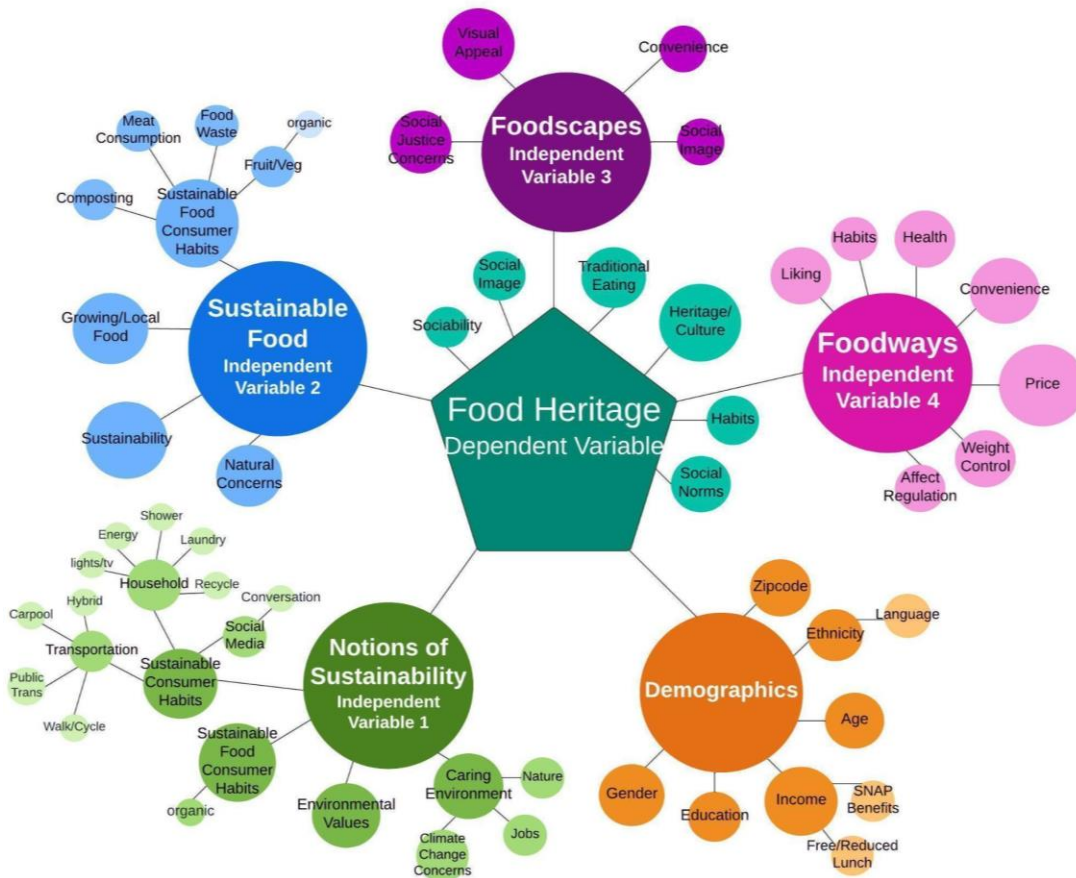 Visual
Appeal
Convenience
Foodscapes
Independent
Variable 3
Social
Justice
Concerns
Social
Image
Meat
Consumption
Food
Waste
organic
Fruit/Veg
Composting
Sustainable
Food
Consumer
Habits
Growing/Local
Food
Sustainable
Food
Independent
Variable 2
Sustainability
Natural
Concerns
Social
Image
Traditional
Eating
Sociability
Heritage/
Culture
Food Heritage
Dependent Variable
Habits
Social
Norms
Habits
Health
Liking
Convenience
Foodways
Independent
Variable 4
Price
Weight
Control
Affect
Regulation
Shower
Energy
Laundry
lights/tv
Household
Recycle
Hybrid
Carpool
Conversation
Social
Media
Transportation
Public
Trans
Sustainable
Consumer
Habits
Walk/Cycle
Notions of
Sustainability
Independent
Variable 1
Sustainable
Food
Consumer
Habits
organic
Environmental
Values
Caring
Environment
Nature
Jobs
Climate
Change
Concerns
Zipcode
Language
Ethnicity
Demographics
Age
Gender
Education
Income
SNAP
Benefits
Free/Reduced
Lunch